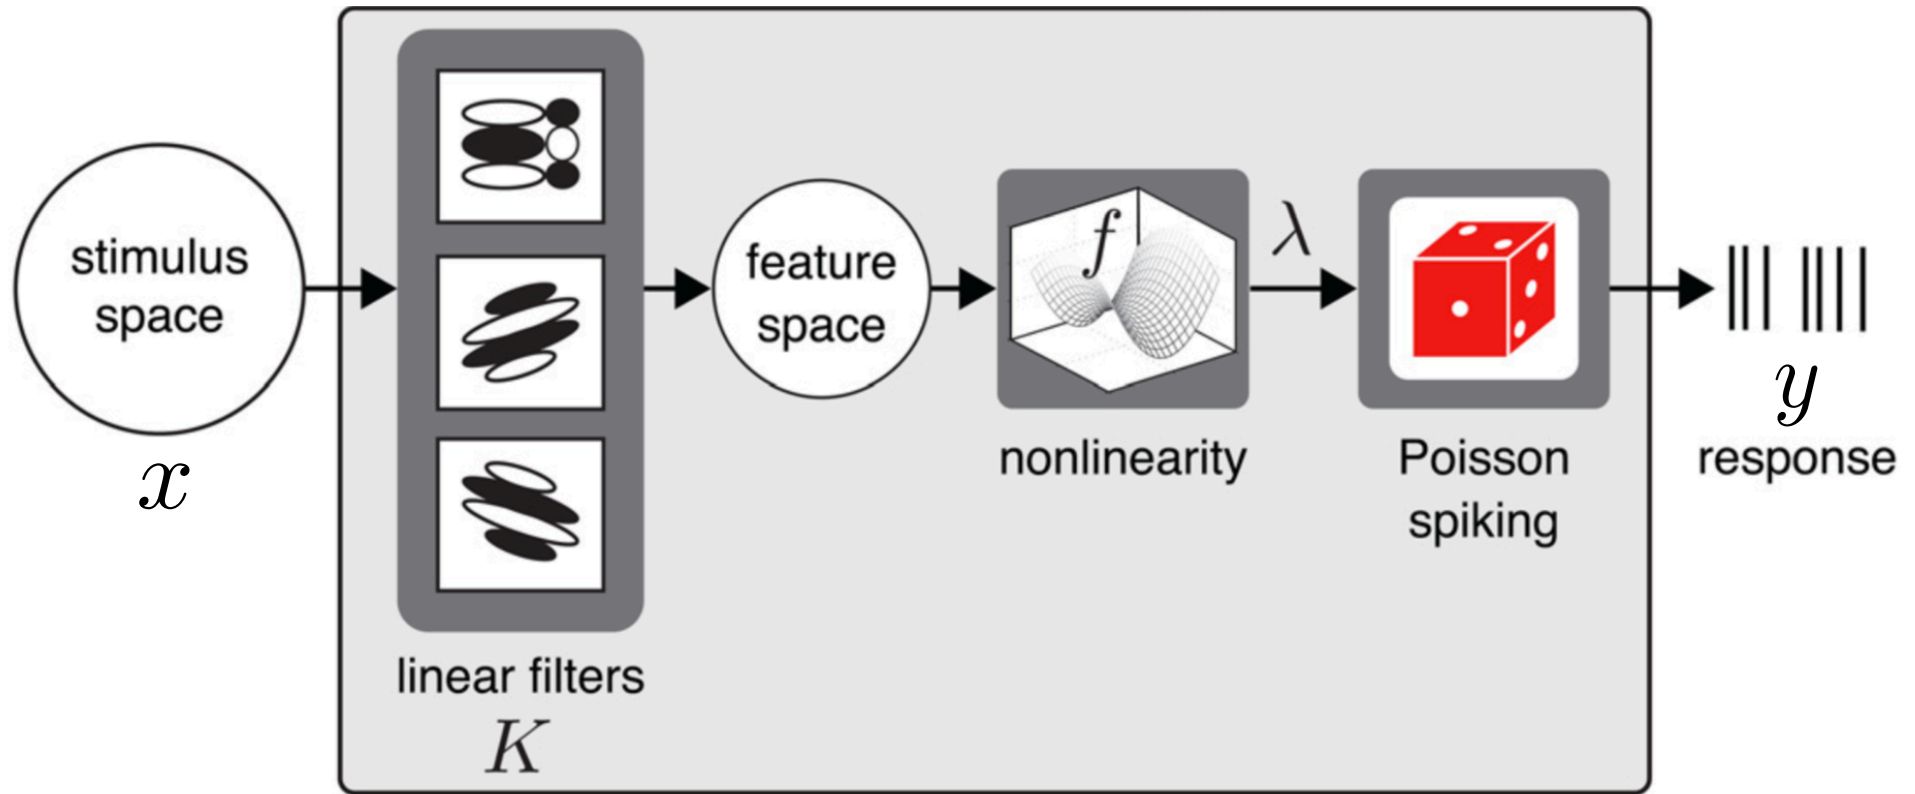 stimulus
space
x
linear filters
K
feature
space
f
nonlinearity
λ
Poisson
spiking
y
response